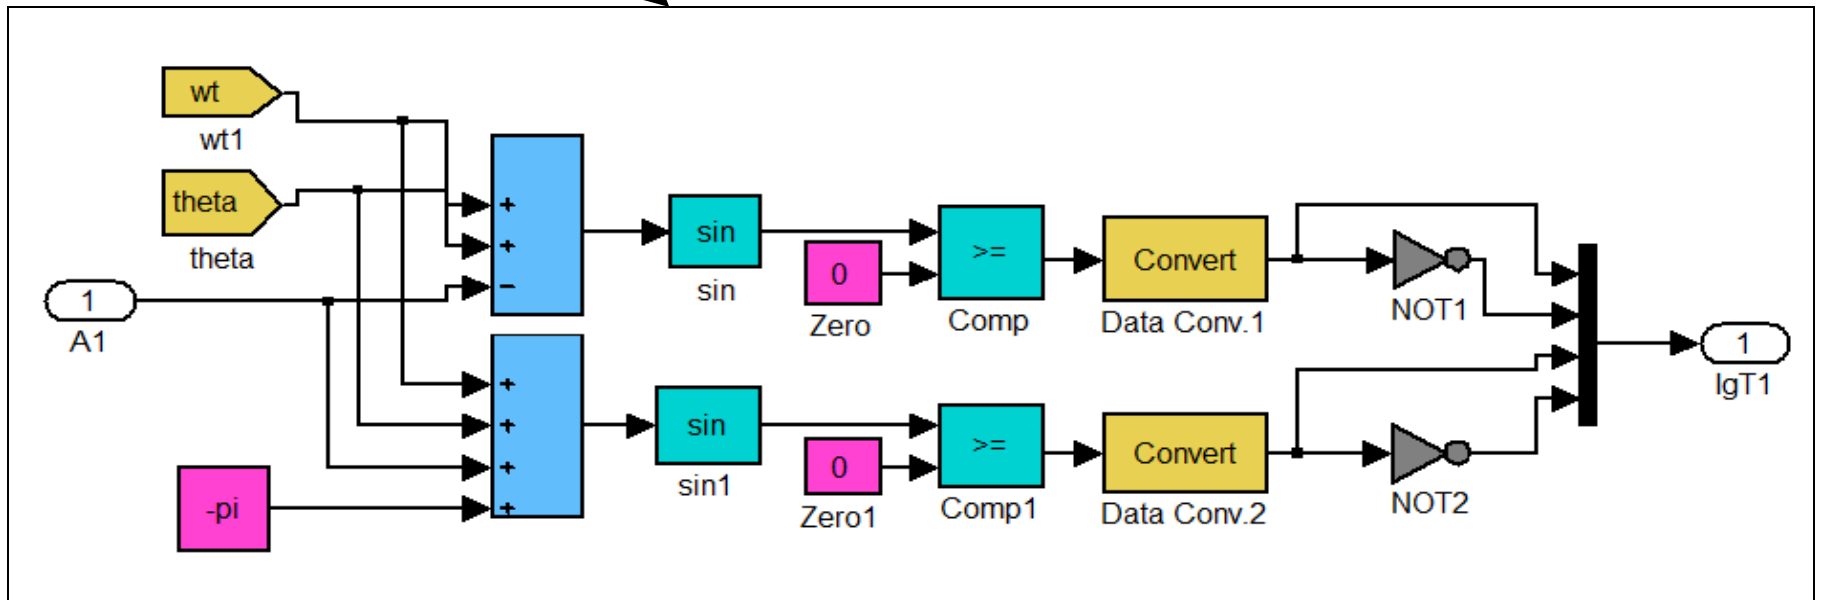 wt
wt1
theta
theta
1
A1
-pi
+
+
−
+
+
+
+
sin
sin
0
Zero
>=
Comp
Convert
Data Conv.1
NOT1
sin
sin1
0
Zero1
>=
Comp1
Convert
Data Conv.2
NOT2
1
IgT1